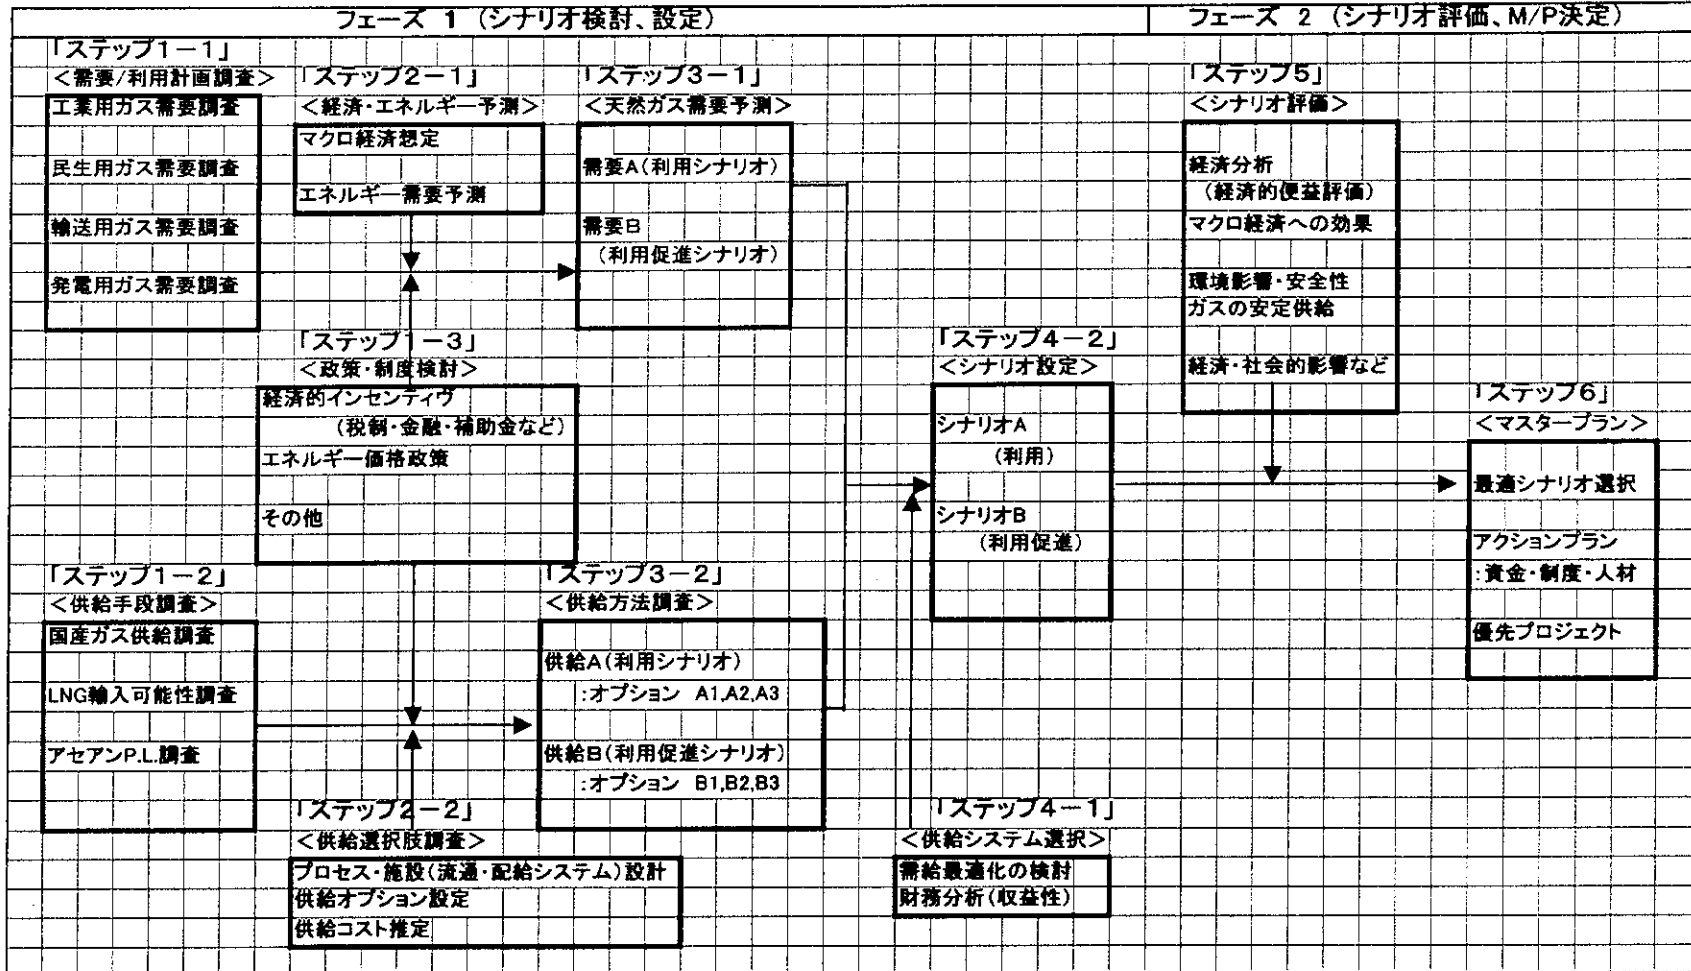 フェーズ 1 (シナリオ検討、設定)
フェーズ 2 (シナリオ評価、M/P決定)
「ステップ1－1」
＜需要/利用計画調査＞
工業用ガス需要調査
民生用ガス需要調査
輸送用ガス需要調査
発電用ガス需要調査
「ステップ2－1」
＜経済・エネルギー予測＞
マクロ経済想定
エネルギー需要予測
「ステップ3－1」
＜天然ガス需要予測＞
需要A(利用シナリオ)
需要B
(利用促進シナリオ)
「ステップ1－3」
＜政策・制度検討＞
経済的インセンティヴ
(税制・金融・補助金など)
エネルギー価格政策
その他
「ステップ1－2」
＜供給手段調査＞
国産ガス供給調査
LNG輸入可能性調査
アセアンP.L.調査
「ステップ3－2」
＜供給方法調査＞
供給A(利用シナリオ)
:オプション A1,A2,A3
供給B(利用促進シナリオ)
:オプション B1,B2,B3
「ステップ2－2」
＜供給選択肢調査＞
プロセス・施設(流通・配給システム)設計
供給オプション設定
供給コスト推定
「ステップ4－2」
＜シナリオ設定＞
シナリオA
(利用)
シナリオB
(利用促進)
「ステップ4－1」
＜供給システム選択＞
需給最適化の検討
財務分析(収益性)
「ステップ5」
＜シナリオ評価＞
経済分析
(経済的便益評価)
マクロ経済への効果
環境影響・安全性
ガスの安定供給
経済・社会的影響など
「ステップ6」
＜マスタープラン＞
最適シナリオ選択
アクションプラン
:資金・制度・人材
優先プロジェクト